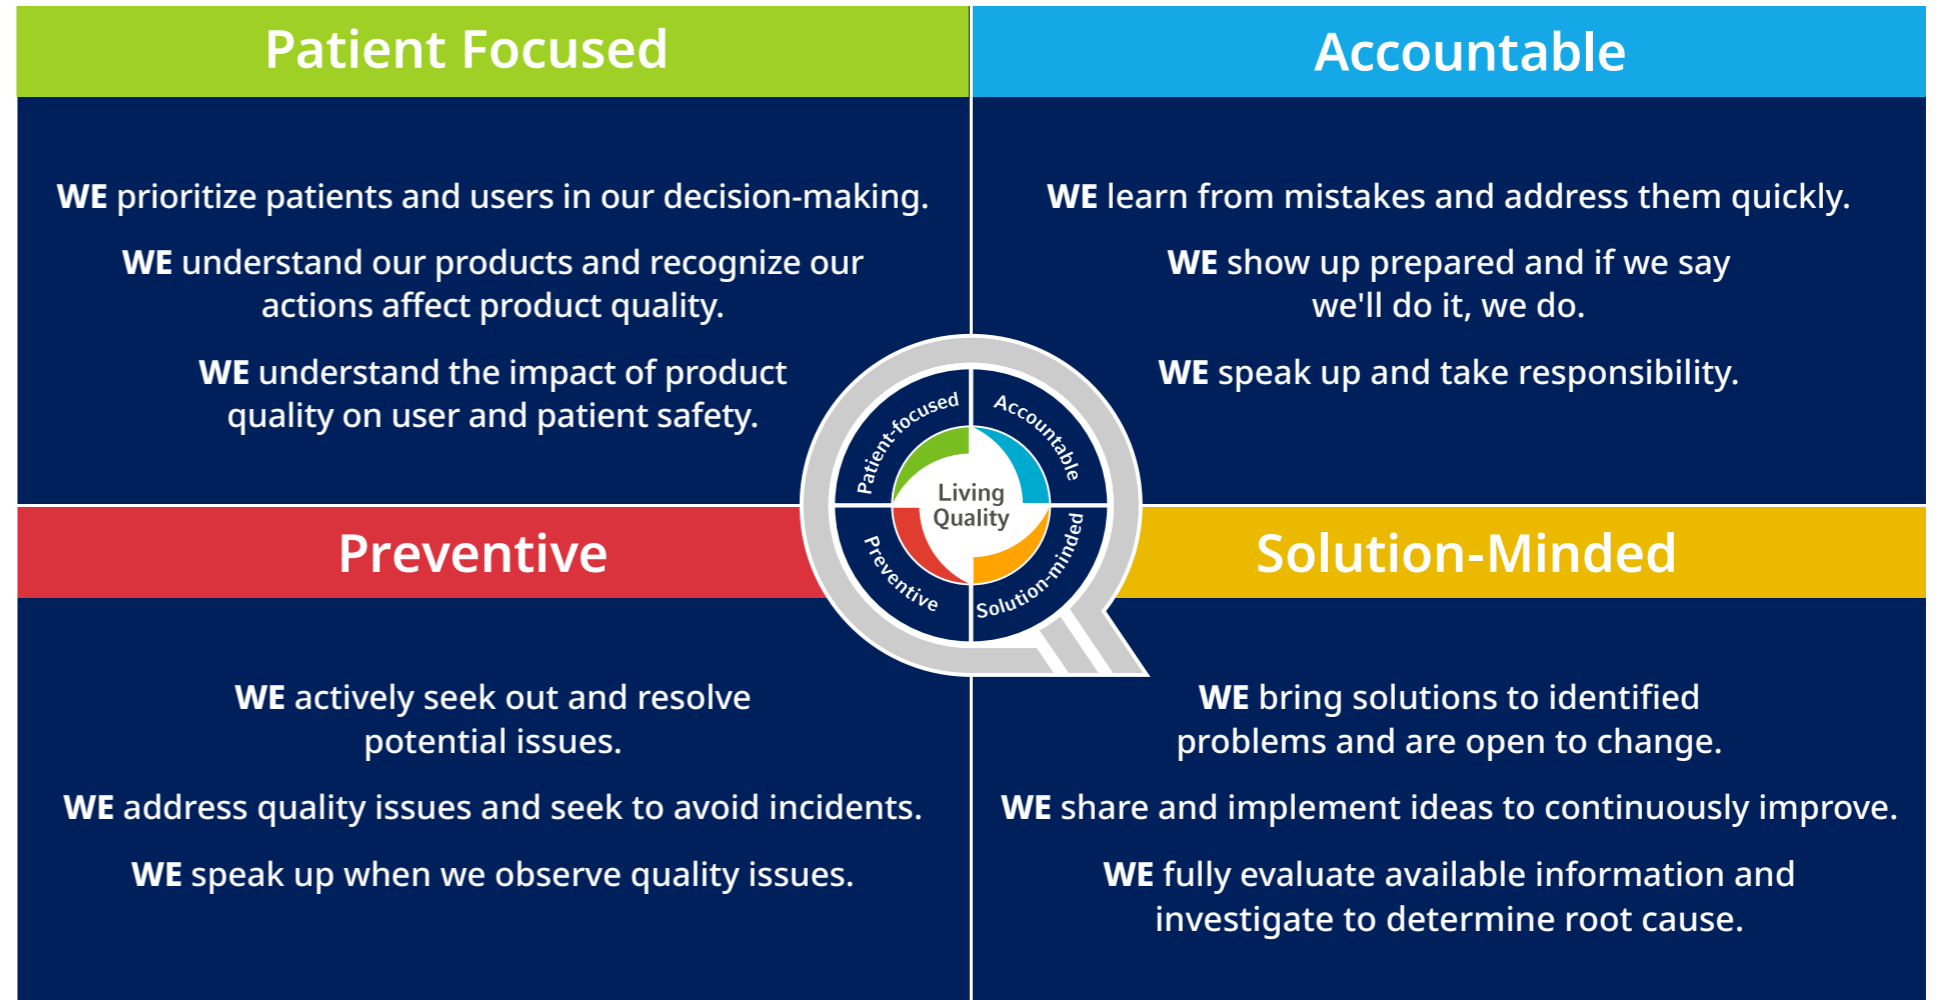 Patient Focused
WE prioritize patients and users in our decision-making.
WE understand our products and recognize our
actions affect product quality.
WE understand the impact of product
quality on user and patient safety.
Accountable
WE learn from mistakes and address them quickly.
WE show up prepared and if we say
we'll do it, we do.
WE speak up and take responsibility.
Patient-focused
Accountable
Living
Quality
Preventive
Solution-minded
Preventive
WE actively seek out and resolve
potential issues.
WE address quality issues and seek to avoid incidents.
WE speak up when we observe quality issues.
Solution-Minded
WE bring solutions to identified
problems and are open to change.
WE share and implement ideas to continuously improve.
WE fully evaluate available information and
investigate to determine root cause.